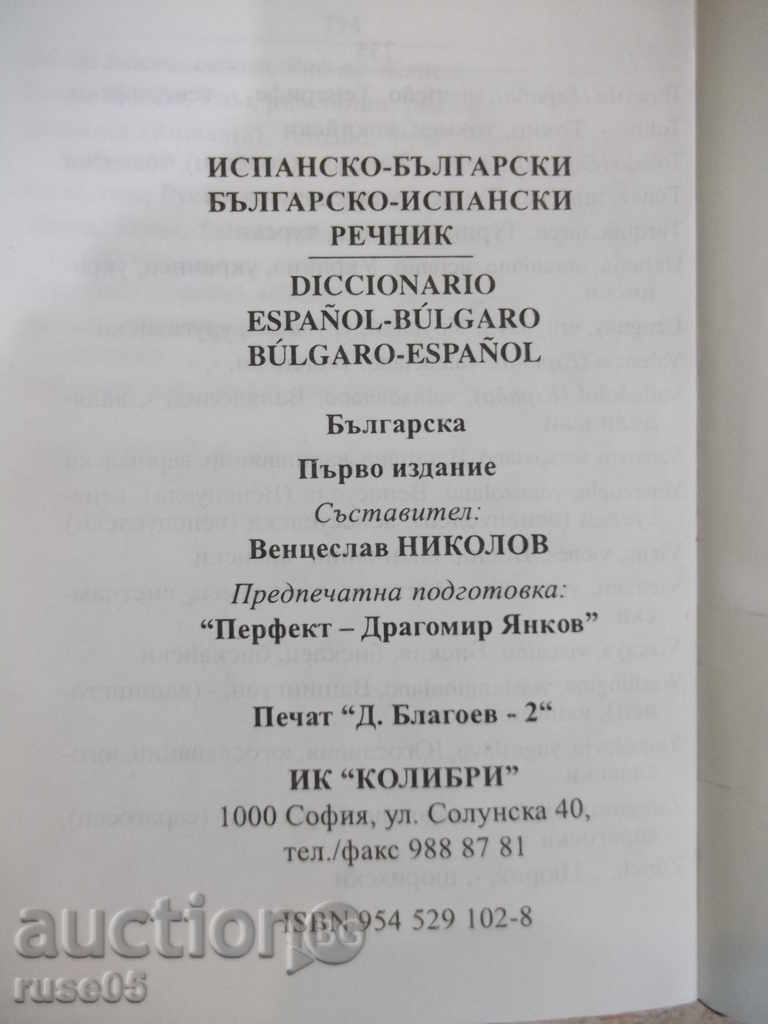 ИСПАНСКО-БЪЛГАРСКИ
БЪЛГАРСКО-ИСПАНСКИ
РЕЧНИК
DICCIONARIO
ESPAÑOL-BÚLGARO
BÚLGARO-ESPAÑOL
Българска
Първо издание
Съставител:
Венцеслав НИКОЛОВ
Предпечатна подготовка:
“Перфект – Драгомир Янков”
Печат “Д. Благоев - 2“
ИК “КОЛИБРИ”
1000 София, ул. Солунска 40,
тел./факс 988 87 81
ISBN 954 529 102-8
auction BG
ruse05